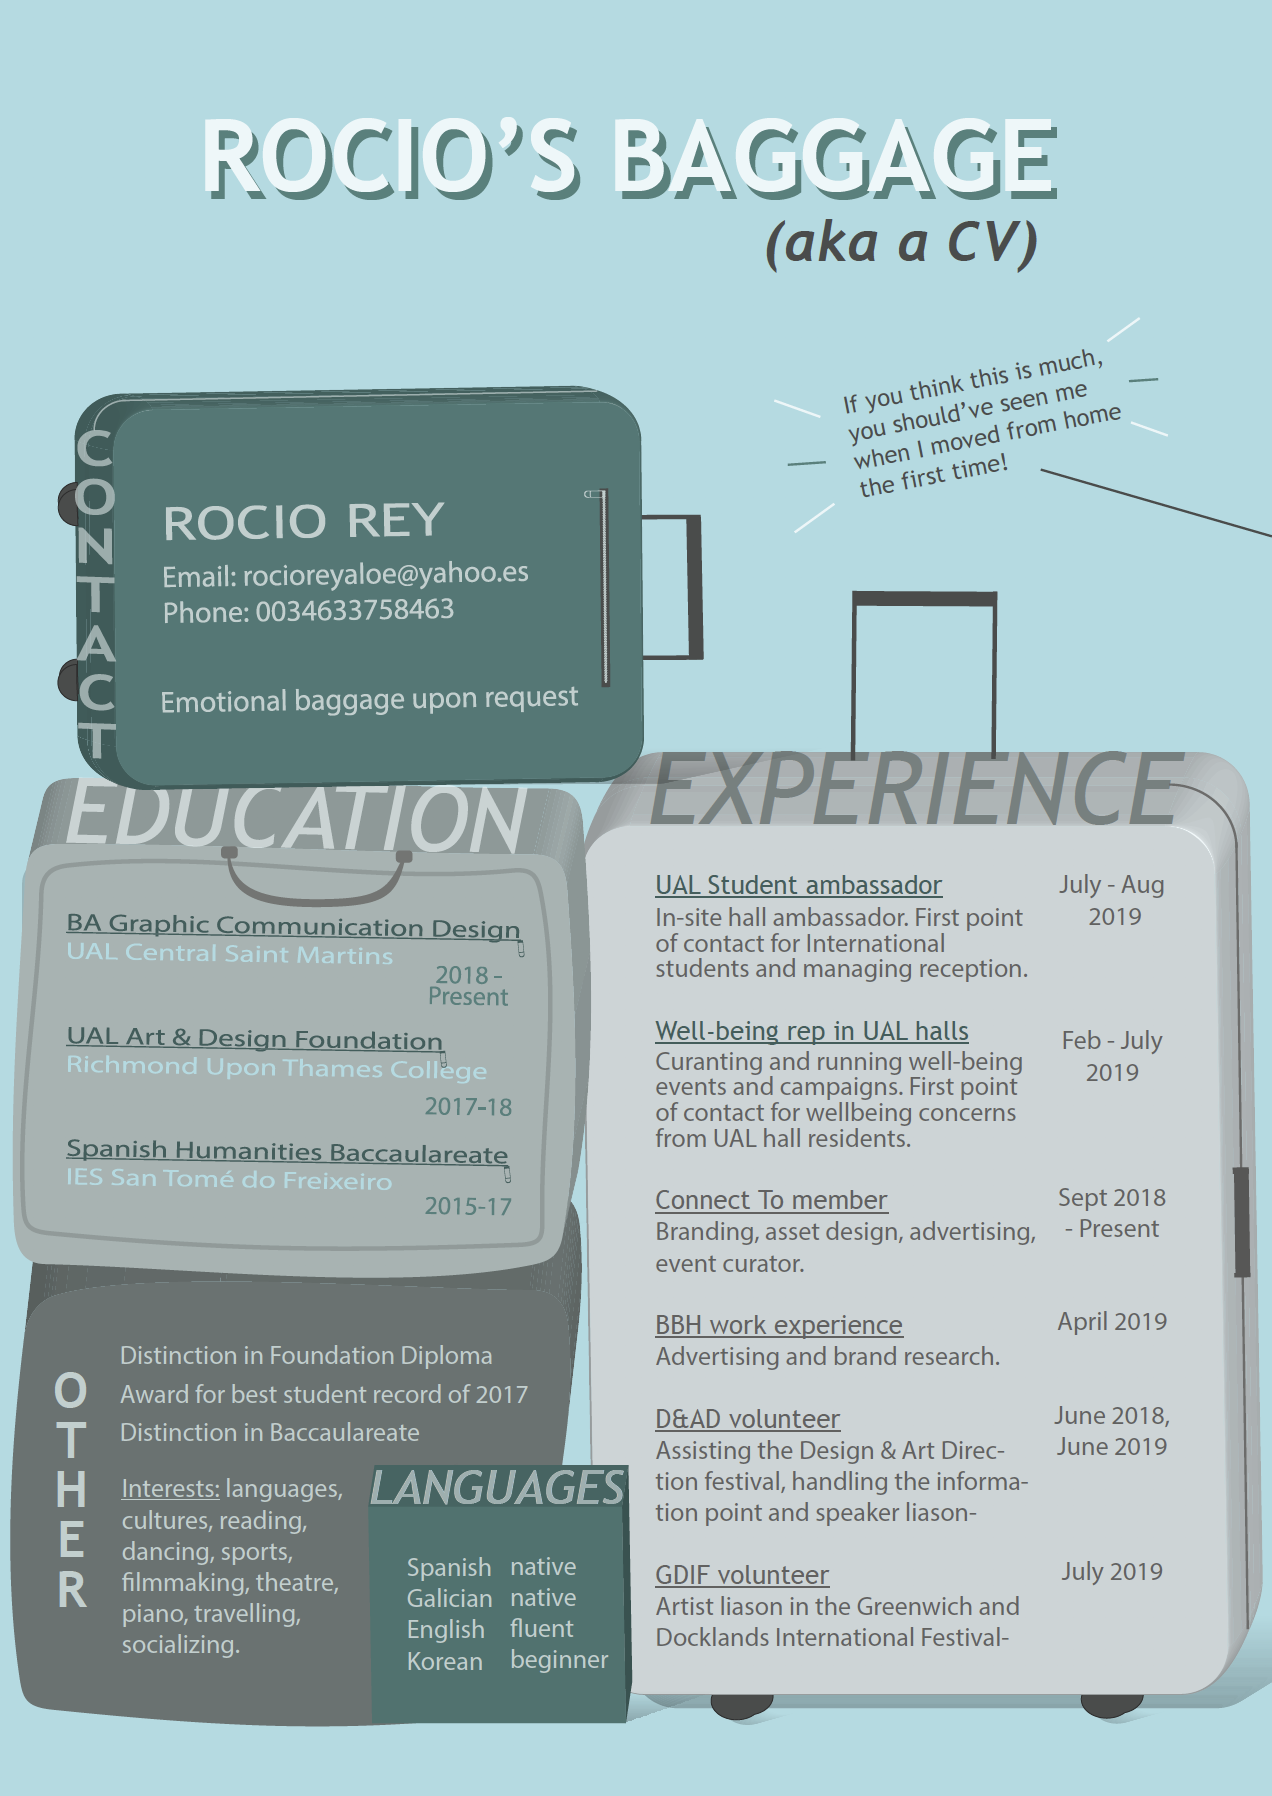 ROCIO'S BAGGAGE
(aka a CV)
If you think this is much,
you should've seen me
when I moved from home
the first time!
CONTACT
ROCIO REY
Email: rocioreyaloe@yahoo.es
Phone: 0034633758463
Emotional baggage upon request
EDUCATION
BA Graphic Communication Design
UAL Central Saint Martins
2018 -
Present
UAL Art & Design Foundation
Richmond Upon Thames College
2017-18
Spanish Humanities Baccaulareate
IES San Tomé do Freixeiro
2015-17
EXPERIENCE
UAL Student ambassador
July - Aug
2019
In-site hall ambassador. First point
of contact for International
students and managing reception.
Well-being rep in UAL halls
Feb - July
2019
Curanting and running well-being
events and campaigns. First point
of contact for wellbeing concerns
from UAL hall residents.
Connect To member
Sept 2018
- Present
Branding, asset design, advertising,
event curator.
BBH work experience
April 2019
Advertising and brand research.
D&AD volunteer
June 2018,
June 2019
Assisting the Design & Art Direc-
tion festival, handling the informa-
tion point and speaker liason-
GDIF volunteer
July 2019
Artist liason in the Greenwich and
Docklands International Festival-
OTHER
Distinction in Foundation Diploma
Award for best student record of 2017
Distinction in Baccaulareate
Interests: languages,
cultures, reading,
dancing, sports,
filmmaking, theatre,
piano, travelling,
socializing.
LANGUAGES
Spanish native
Galician native
English fluent
Korean beginner